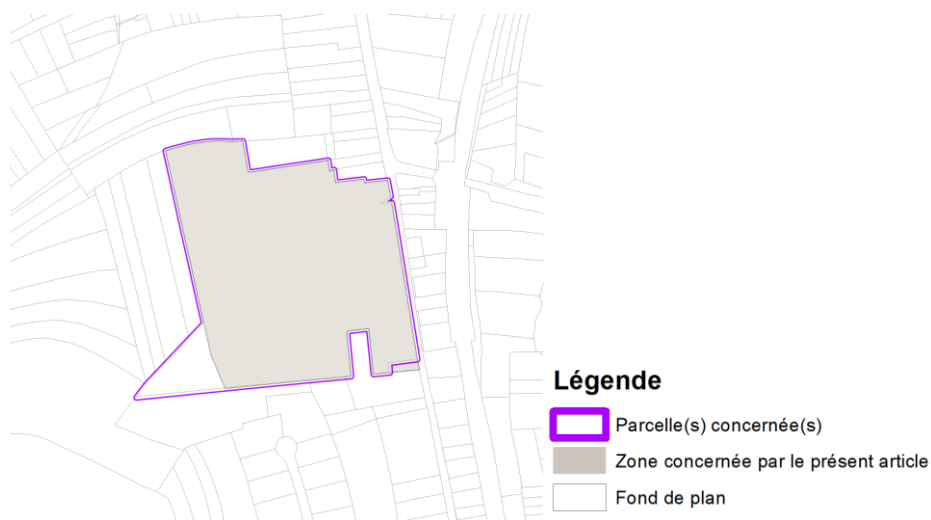 Légende
Parcelle(s) concernée(s)
Zone concernée par le présent article
Fond de plan